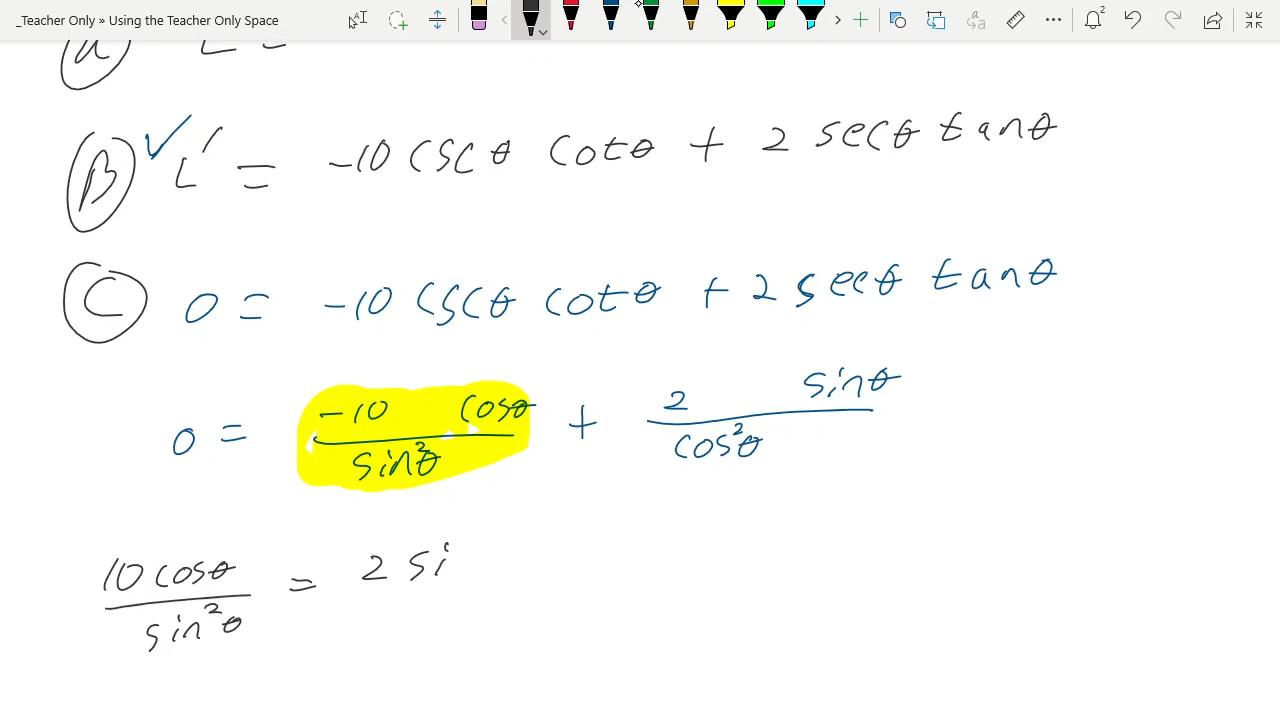 _Teacher Only » Using the Teacher Only Space
2
(A) L =
(B) ✓ L' = -10 cscθ cotθ + 2 secθ tanθ
(C) 0 = -10 cscθ cotθ + 2 secθ tanθ
0 = -10 cosθ / sin²θ + 2 sinθ / cos²θ
10 cosθ / sin²θ = 2 si